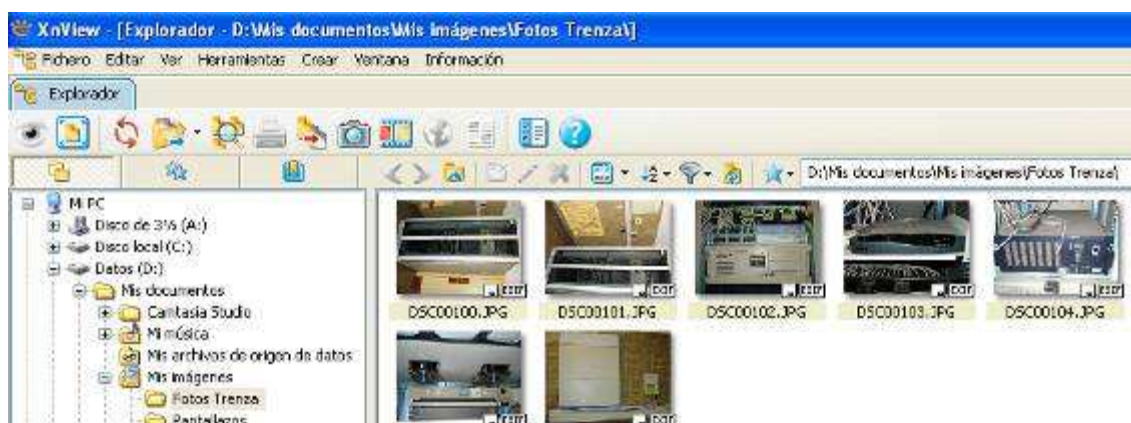 XnView - [Explorador - D:\Mis documentos\Mis imágenes\Fotos Trenza\]
Fichero Editar Ver Herramientas Crear Ventana Información
Explorador
D:\Mis documentos\Mis imágenes\Fotos Trenza\
Mi PC
Disco de 3½ (A:)
Disco local (C:)
Datos (D:)
Mis documentos
Camtasia Studio
Mi música
Mis archivos de origen de datos
Mis imágenes
Fotos Trenza
Pantallazos
DSC00100.JPG DSC00101.JPG DSC00102.JPG DSC00103.JPG DSC00104.JPG